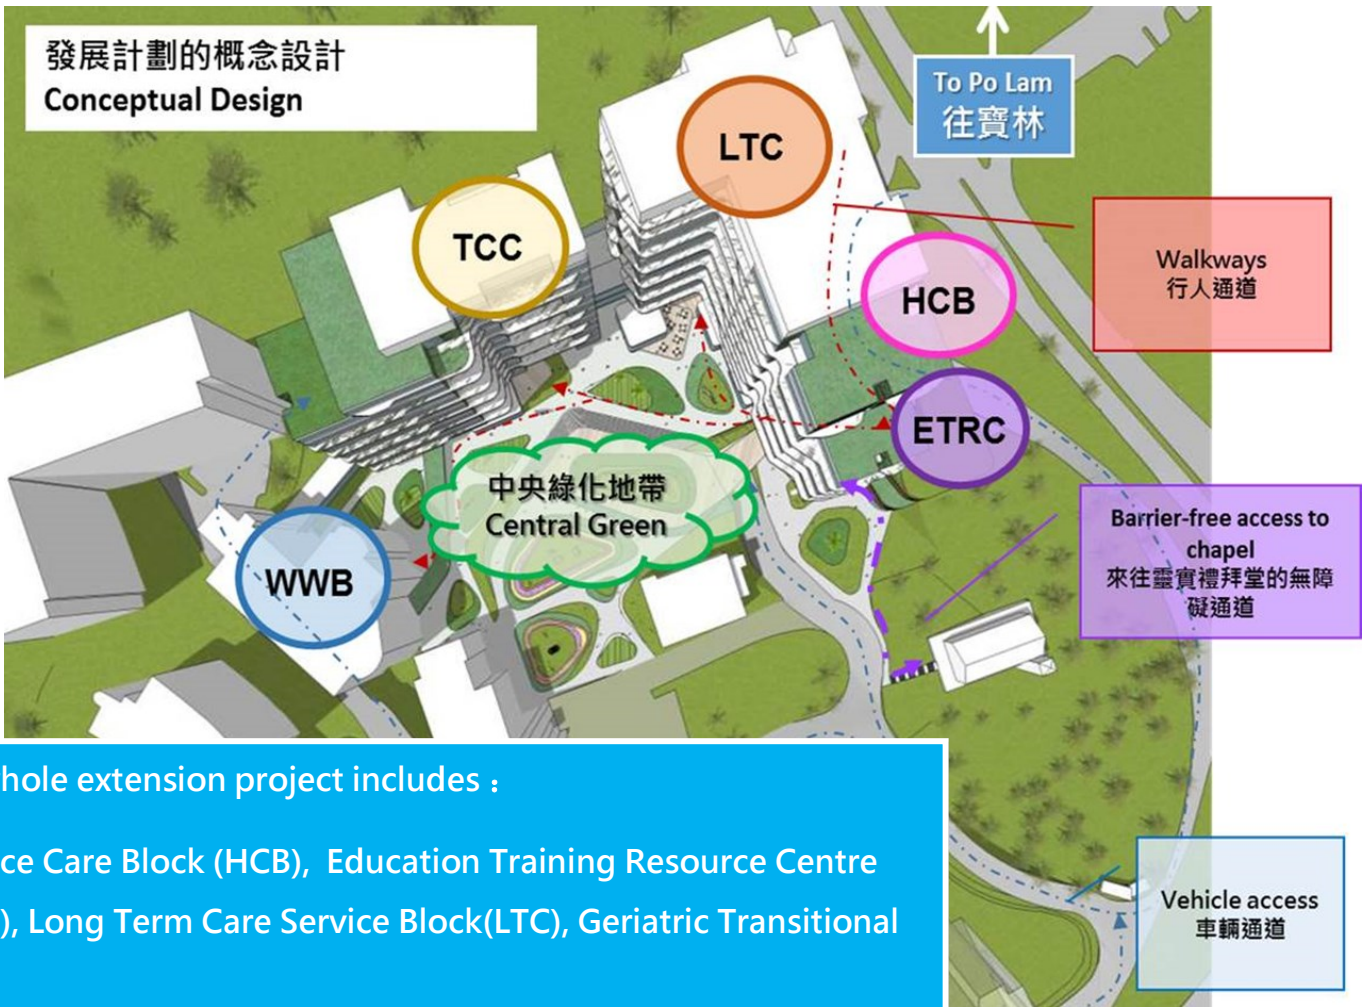 發展計劃的概念設計
Conceptual Design
To Po Lam
往寶林
LTC
TCC
HCB
Walkways
行人通道
ETRC
中央綠化地帶
Central Green
Barrier-free access to
chapel
來往靈實禮拜堂的無障
礙通道
WWB
hole extension project includes：
ce Care Block (HCB), Education Training Resource Centre
), Long Term Care Service Block(LTC), Geriatric Transitional
Vehicle access
車輛通道